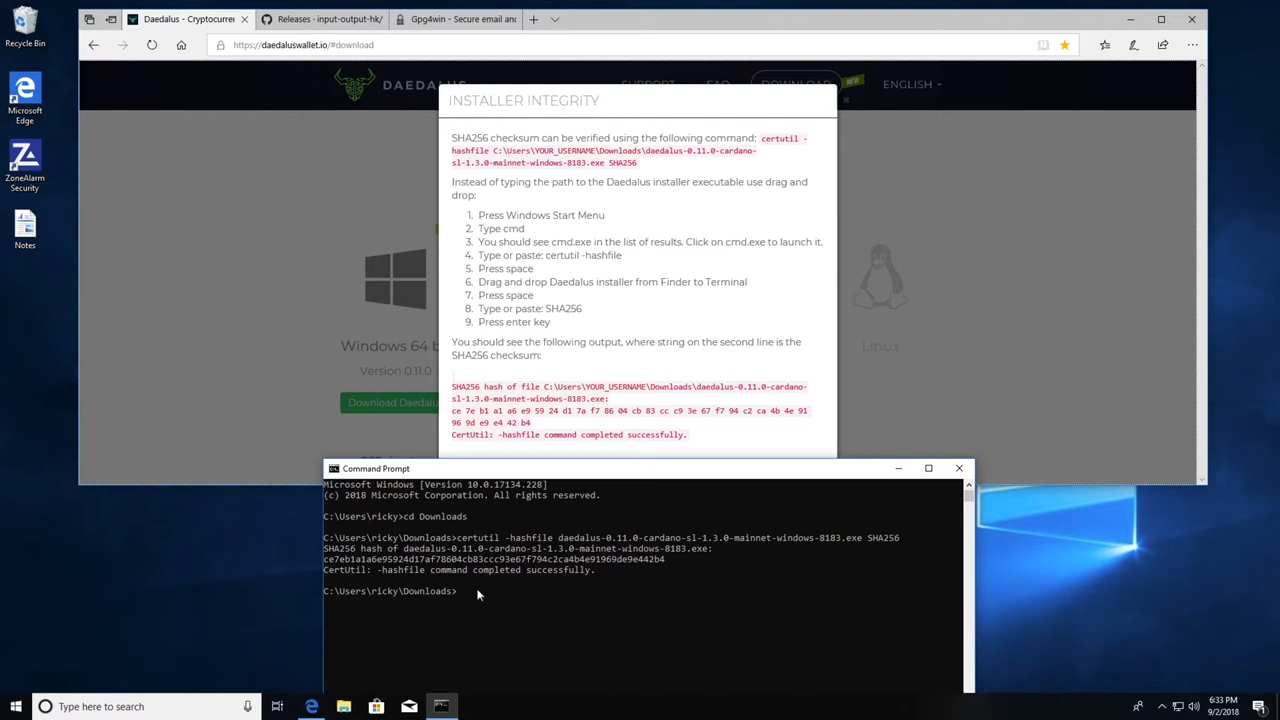 Recycle Bin
Microsoft Edge
ZoneAlarm Security
Notes
Daedalus - Cryptocurre
Releases · input-output-hk/
Gpg4win - Secure email and
https://daedaluswallet.io/#download
DAEDALUS
SUPPORT
FAQ
DOWNLOAD
NEW
ENGLISH
INSTALLER INTEGRITY
SHA256 checksum can be verified using the following command: certutil -
hashfile C:\Users\YOUR_USERNAME\Downloads\daedalus-0.11.0-cardano-
sl-1.3.0-mainnet-windows-8183.exe SHA256
Instead of typing the path to the Daedalus installer executable use drag and
drop:
1. Press Windows Start Menu
2. Type cmd
3. You should see cmd.exe in the list of results. Click on cmd.exe to launch it.
4. Type or paste: certutil -hashfile
5. Press space
6. Drag and drop Daedalus installer from Finder to Terminal
7. Press space
8. Type or paste: SHA256
9. Press enter key
You should see the following output, where string on the second line is the
SHA256 checksum:
SHA256 hash of file C:\Users\YOUR_USERNAME\Downloads\daedalus-0.11.0-cardano-
sl-1.3.0-mainnet-windows-8183.exe:
ce 7e b1 a1 a6 e9 59 24 d1 7a f7 86 04 cb 83 cc c9 3e 67 f7 94 c2 ca 4b 4e 91
96 9d e9 e4 42 b4
CertUtil: -hashfile command completed successfully.
Windows 64 b
Version 0.11.0
Download Daedalu
Linux
Command Prompt
Microsoft Windows [Version 10.0.17134.228]
(c) 2018 Microsoft Corporation. All rights reserved.
C:\Users\ricky>cd Downloads
C:\Users\ricky\Downloads>certutil -hashfile daedalus-0.11.0-cardano-sl-1.3.0-mainnet-windows-8183.exe SHA256
SHA256 hash of daedalus-0.11.0-cardano-sl-1.3.0-mainnet-windows-8183.exe:
ce7eb1a1a6e95924d17af78604cb83ccc93e67f794c2ca4b4e91969de9e442b4
CertUtil: -hashfile command completed successfully.
C:\Users\ricky\Downloads>
Type here to search
6:33 PM
9/2/2018